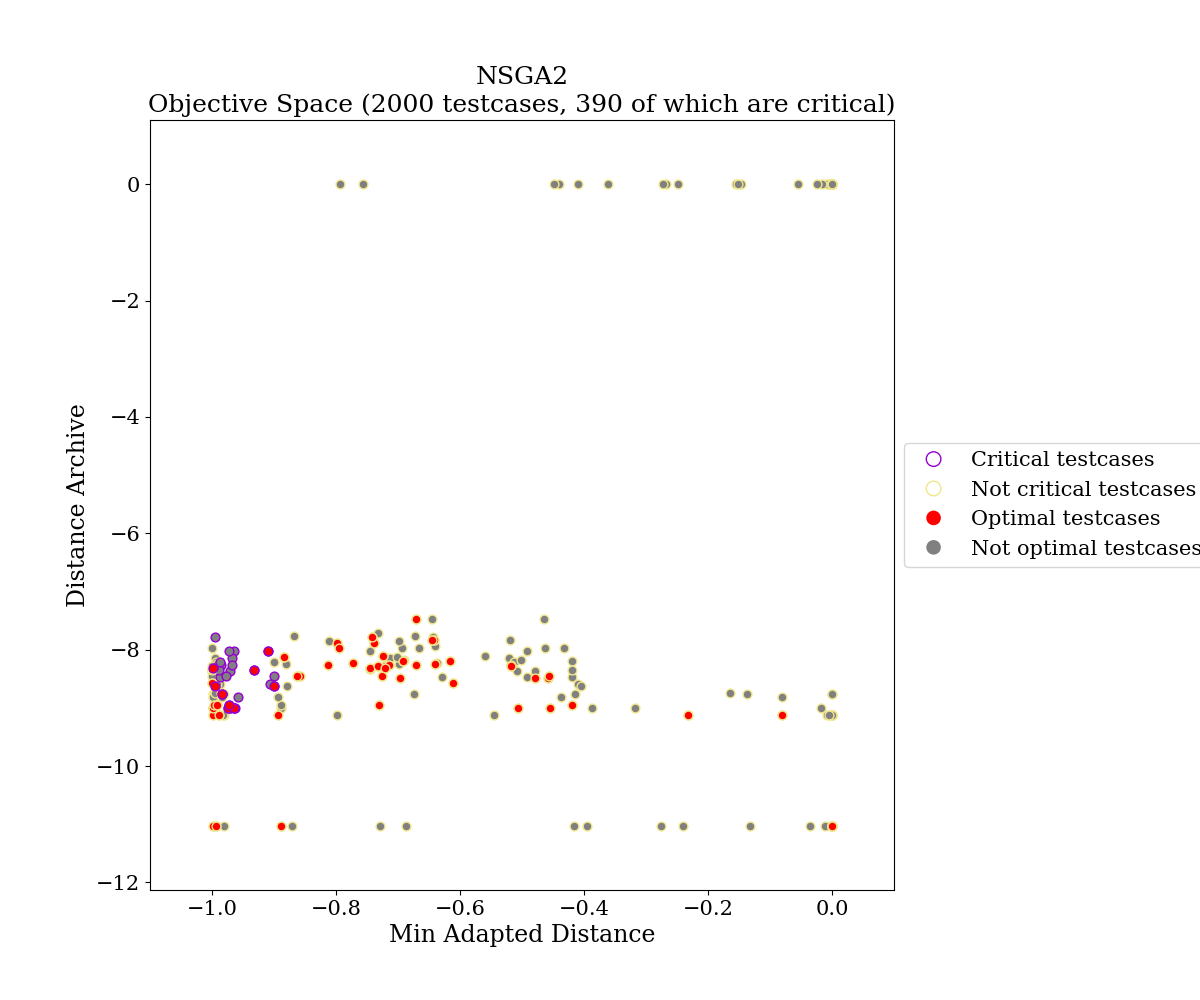 NSGA2
Objective Space (2000 testcases, 390 of which are critical)
0
−2
−4
−6
−8
−10
−12
Distance Archive
−1.0
−0.8
−0.6
−0.4
−0.2
0.0
Min Adapted Distance
Critical testcases
Not critical testcases
Optimal testcases
Not optimal testcases